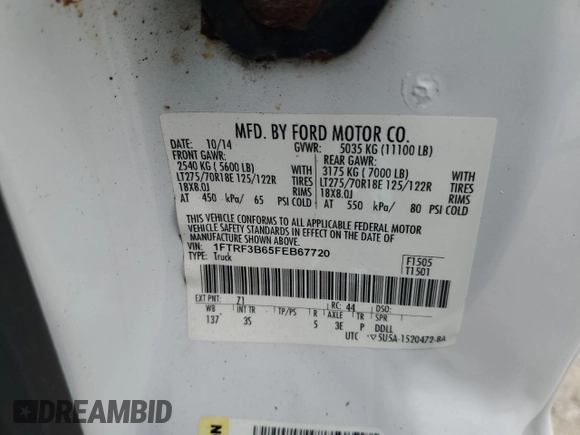 MFD. BY FORD MOTOR CO.
DATE: 10/14 GVWR: 5035 KG (11100 LB)
FRONT GAWR: REAR GAWR:
2540 KG (5600 LB) WITH 3175 KG (7000 LB) WITH
LT275/70R18E 125/122R TIRES LT275/70R18E 125/122R TIRES
18X8.0J RIMS 18X8.0J RIMS
AT 450 kPa/ 65 PSI COLD AT 550 kPa/ 80 PSI COLD
THIS VEHICLE CONFORMS TO ALL APPLICABLE FEDERAL MOTOR
VEHICLE SAFETY STANDARDS IN EFFECT ON THE DATE OF
MANUFACTURE SHOWN ABOVE.
VIN: 1FTRF3B65FEB67720
TYPE: Truck
F1505
T1501
EXT PNT: Z1 RC: 44 DSO:
WB INT TR TP/PS R AXLE TR SPR
137 3S 5 3E P DDLL
UTC 5U5A-1520472-BA
DREAMBID